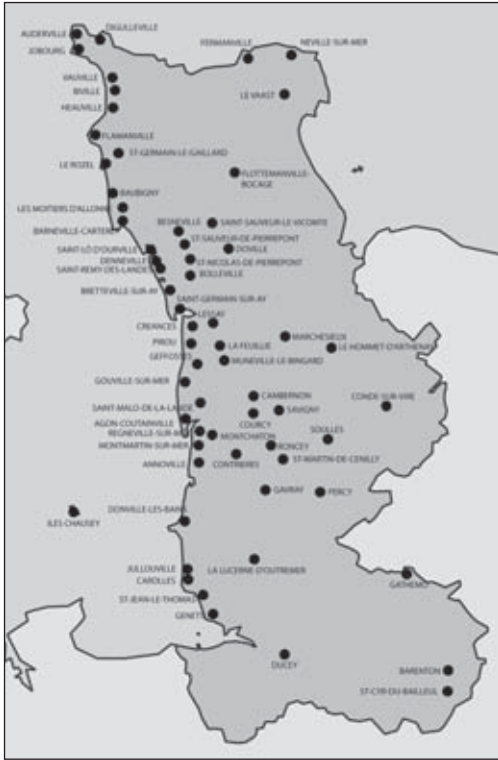 DIGULLEVILLE
AUDERVILLE
JOBOURG
FERMANVILLE
NEVILLE-SUR-MER
VAUVILLE
BIVILLE
LE VAAST
HEAUVILLE
FLAMANVILLE
ST-GERMAIN-LE-GAILLARD
LE ROZEL
FLOTTEMANVILLE-
BOCAGE
BAUBIGNY
LES MOITIERS D'ALLONNE
BARNEVILLE-CARTERET
BESNEVILLE
SAINT-SAUVEUR-LE-VICOMTE
ST-SAUVEUR-DE-PIERREPONT
DOVILLE
SAINT-LÔ D'OURVILLE
DENNEVILLE
ST-NICOLAS-DE-PIERREPONT
SAINT-REMY-DES-LANDES
BOLLEVILLE
BRETTEVILLE-SUR-AY
SAINT-GERMAIN-SUR-AY
LESSAY
CREANCES
PIROU
LA FEUILLIE
MARCHESIEUX
LE HOMMET-D'ARTHENAY
GEFFOSSES
MUNEVILLE-LE-BINGARD
GOUVILLE-SUR-MER
CAMBERNON
SAINT-MALO-DE-LA-LANDE
SAVIGNY
CONDE-SUR-VIRE
AGON-COUTAINVILLE
COURCY
REGNEVILLE-SUR-MER
MONTCHATON
SOULLES
MONTMARTIN-SUR-MER
RONCEY
ANNOVILLE
CONTRIERES
ST-MARTIN-DE-CENILLY
GAVRAY
PERCY
DONVILLE-LES-BAINS
ILES-CHAUSEY
JULLOUVILLE
LA LUCERNE D'OUTREMER
CAROLLES
GATHEMO
ST-JEAN-LE-THOMAS
GENETS
DUCEY
BARENTON
ST-CYR-DU-BAILLEUL